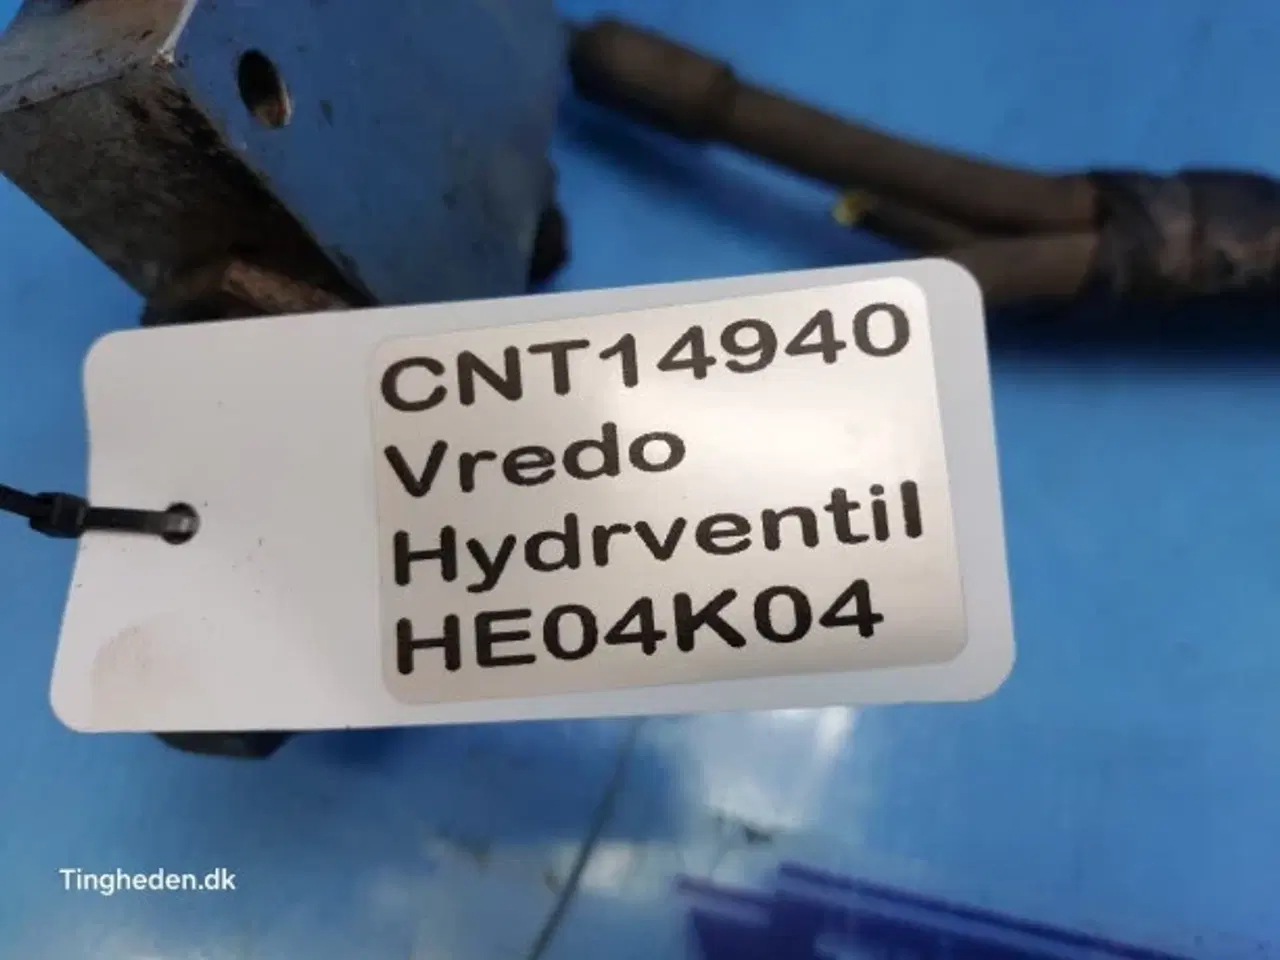 CNT14940
Vredo
Hydrventil
HE04K04
Tingheden.dk